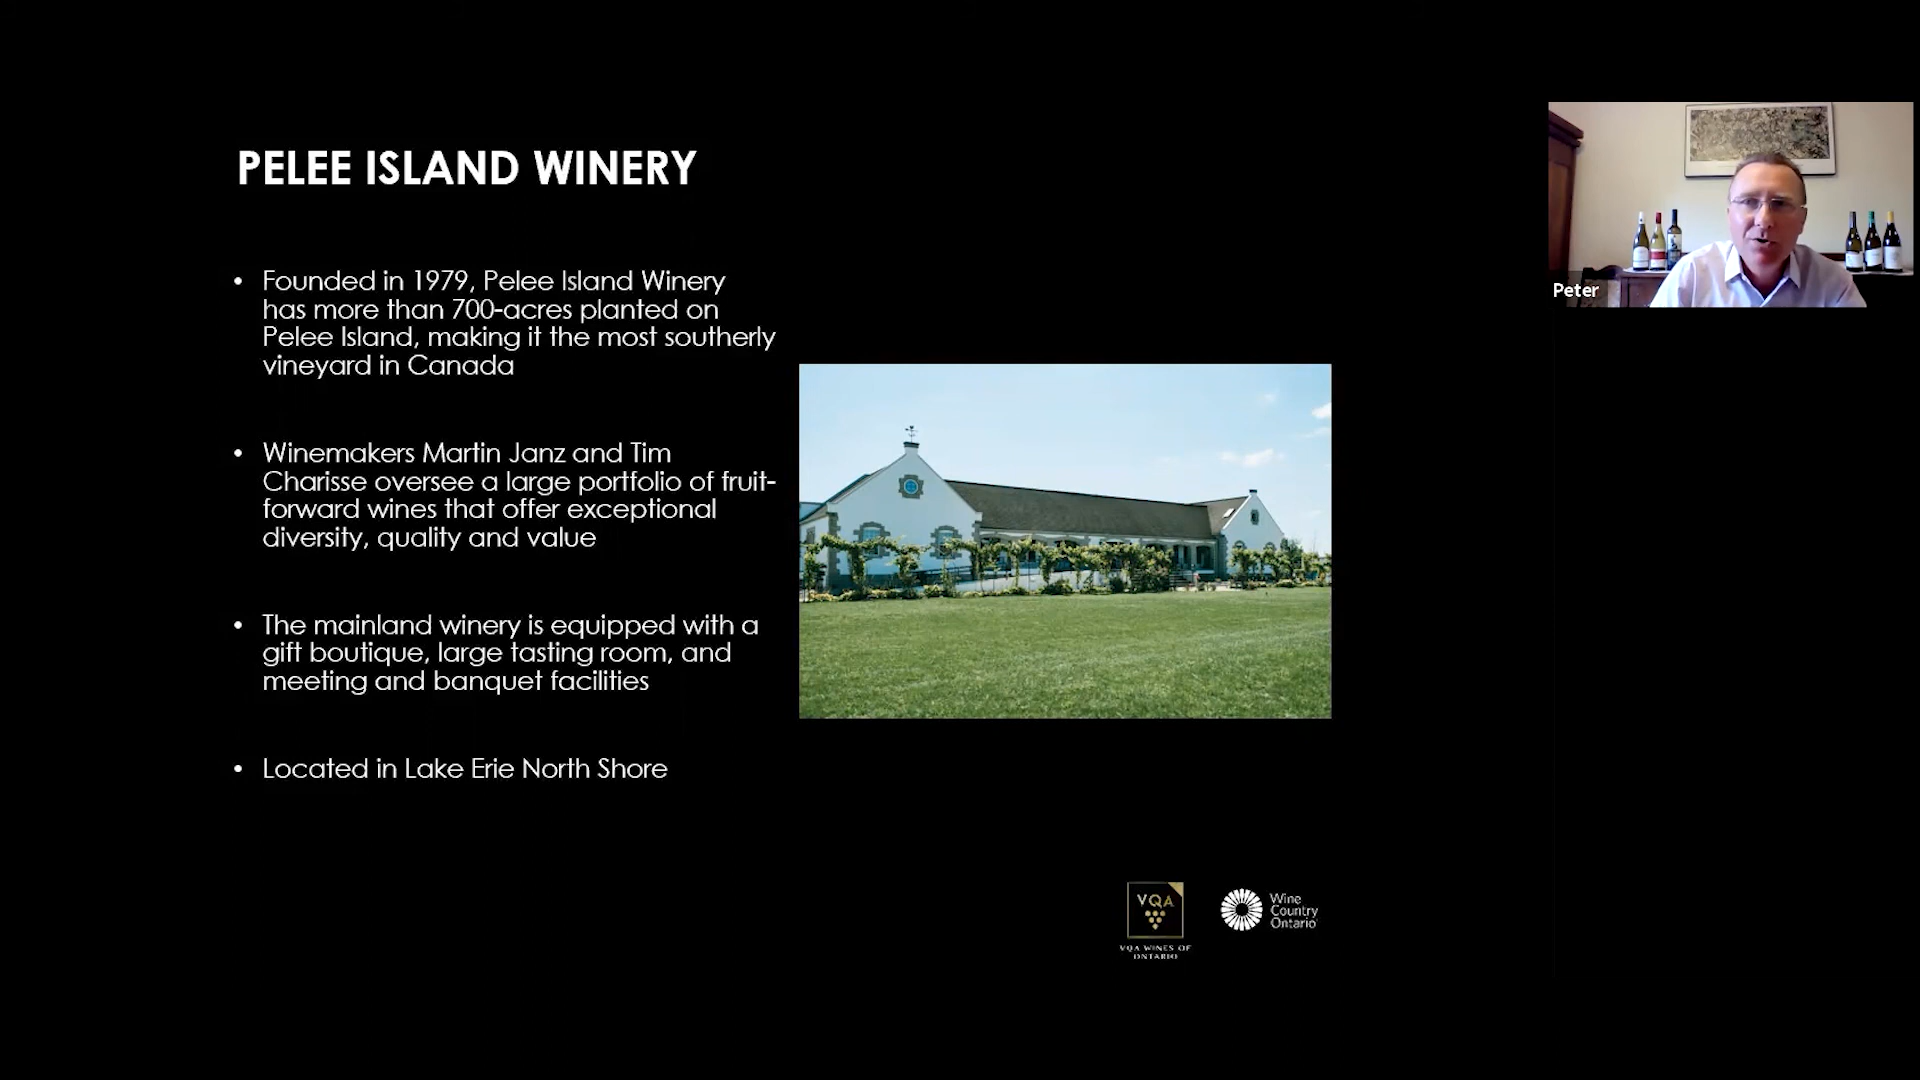 PELEE ISLAND WINERY
• Founded in 1979, Pelee Island Winery
has more than 700-acres planted on
Pelee Island, making it the most southerly
vineyard in Canada
• Winemakers Martin Janz and Tim
Charisse oversee a large portfolio of fruit-
forward wines that offer exceptional
diversity, quality and value
• The mainland winery is equipped with a
gift boutique, large tasting room, and
meeting and banquet facilities
• Located in Lake Erie North Shore
Peter
VQA
VQA WINES OF
ONTARIO
Wine
Country
Ontario